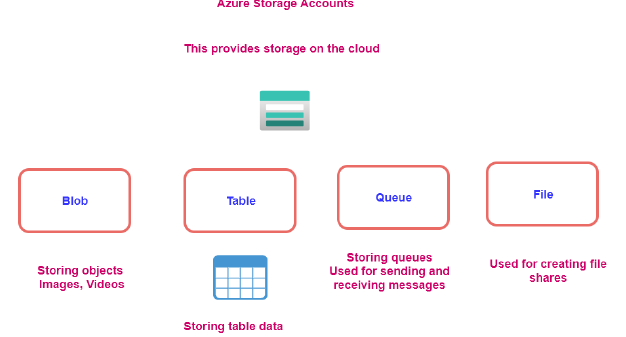 Azure Storage Accounts
This provides storage on the cloud
Blob
Table
Queue
File
Storing objects
Images, Videos
Storing table data
Storing queues
Used for sending and
receiving messages
Used for creating file
shares